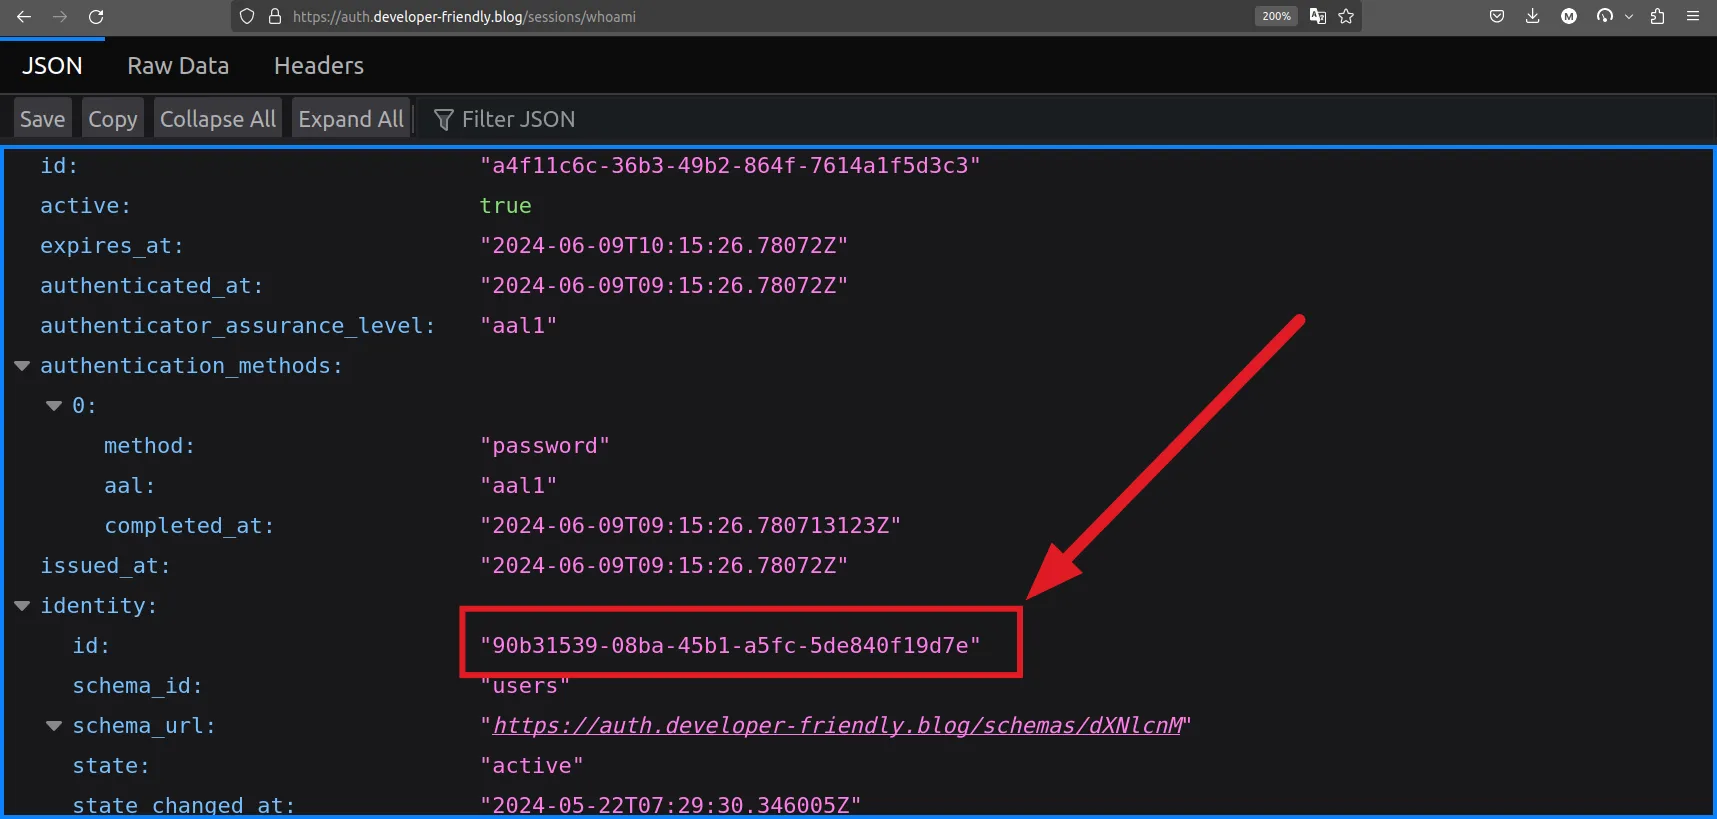 https://auth.developer-friendly.blog/sessions/whoami 200% M
JSON Raw Data Headers
Save Copy Collapse All Expand All Filter JSON
id: "a4f11c6c-36b3-49b2-864f-7614a1f5d3c3"
active: true
expires_at: "2024-06-09T10:15:26.78072Z"
authenticated_at: "2024-06-09T09:15:26.78072Z"
authenticator_assurance_level: "aal1"
authentication_methods:
0:
method: "password"
aal: "aal1"
completed_at: "2024-06-09T09:15:26.780713123Z"
issued_at: "2024-06-09T09:15:26.78072Z"
identity:
id: "90b31539-08ba-45b1-a5fc-5de840f19d7e"
schema_id: "users"
schema_url: "https://auth.developer-friendly.blog/schemas/dXNlcnM"
state: "active"
state_changed_at: "2024-05-22T07:29:30.346005Z"